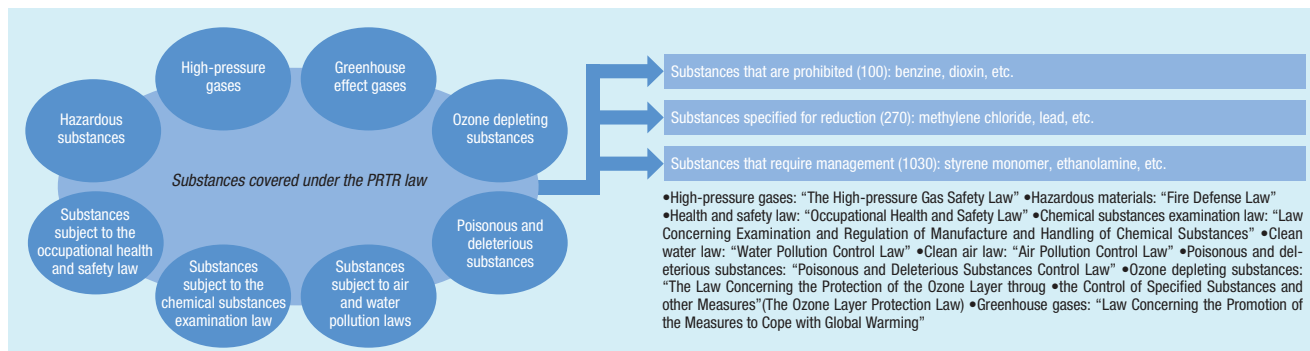 High-pressure
gases
Greenhouse
effect gases
Hazardous
substances
Ozone depleting
substances
Substances covered under the PRTR law
Substances
subject to the
occupational health
and safety law
Poisonous and
deleterious
substances
Substances
subject to the
chemical substances
examination law
Substances
subject to air
and water
pollution laws
Substances that are prohibited (100): benzine, dioxin, etc.
Substances specified for reduction (270): methylene chloride, lead, etc.
Substances that require management (1030): styrene monomer, ethanolamine, etc.
•High-pressure gases: “The High-pressure Gas Safety Law” •Hazardous materials: “Fire Defense Law”
•Health and safety law: “Occupational Health and Safety Law” •Chemical substances examination law: “Law
Concerning Examination and Regulation of Manufacture and Handling of Chemical Substances” •Clean
water law: “Water Pollution Control Law” •Clean air law: “Air Pollution Control Law” •Poisonous and del-
eterious substances: “Poisonous and Deleterious Substances Control Law” •Ozone depleting substances:
“The Law Concerning the Protection of the Ozone Layer throug •the Control of Specified Substances and
other Measures”(The Ozone Layer Protection Law) •Greenhouse gases: “Law Concerning the Promotion of
the Measures to Cope with Global Warming”